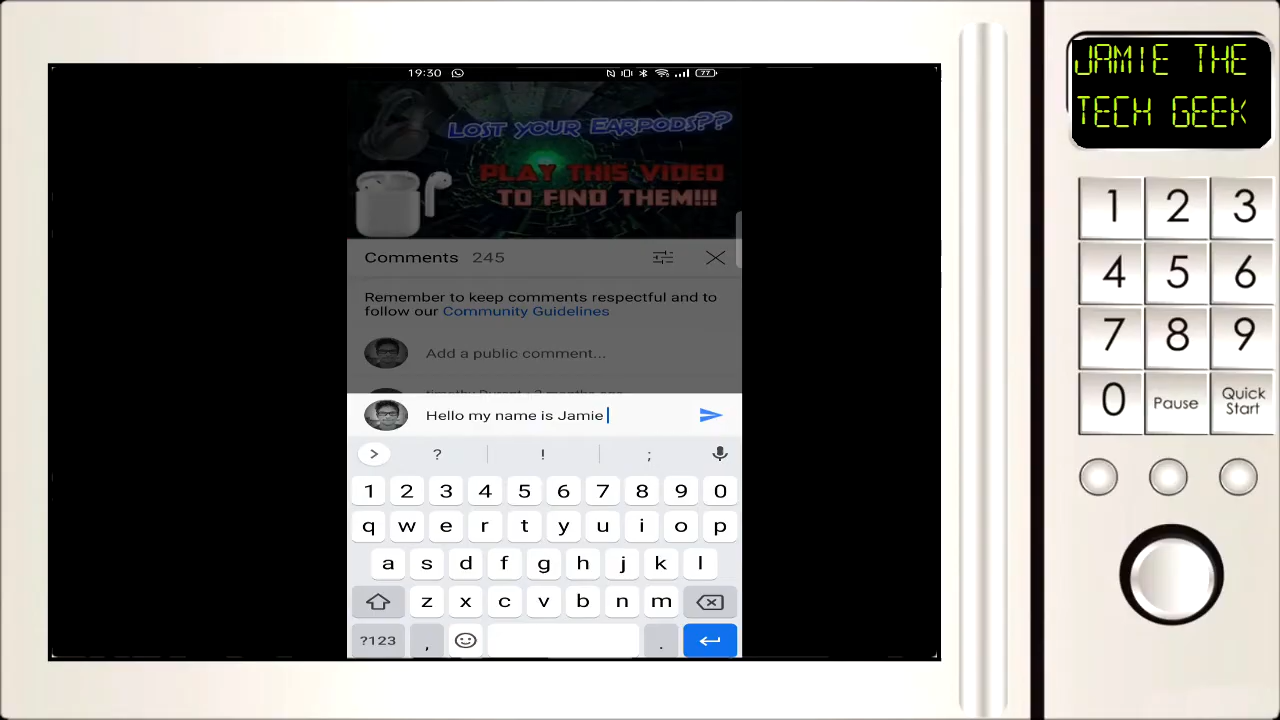 19:30
77
LOST YOUR EARPODS??
PLAY THIS VIDEO
TO FIND THEM!!!
Comments 245
Remember to keep comments respectful and to
follow our Community Guidelines
Add a public comment...
Hello my name is Jamie
? ! ;
1 2 3 4 5 6 7 8 9 0
q w e r t y u i o p
a s d f g h j k l
z x c v b n m
?123 , .
JAMIE THE
TECH GEEK
1 2 3
4 5 6
7 8 9
0 Pause Quick
Start